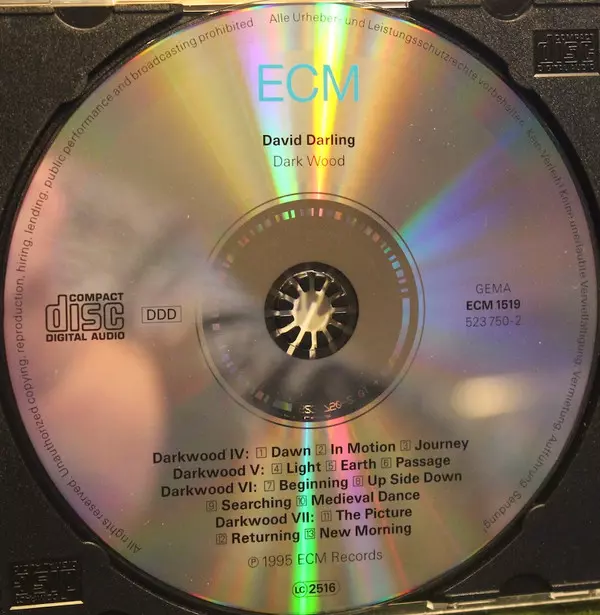 ECM
David Darling
Dark Wood
COMPACT
disc
DIGITAL AUDIO
DDD
GEMA
ECM 1519
523 750-2
Darkwood IV: 1 Dawn 2 In Motion 3 Journey
Darkwood V: 4 Light 5 Earth 6 Passage
Darkwood VI: 7 Beginning 8 Up Side Down
9 Searching 10 Medieval Dance
Darkwood VII: 11 The Picture
12 Returning 13 New Morning
℗ 1995 ECM Records
LC 2516
All rights reserved. Unauthorized copying, reproduction, hiring, lending, public performance and broadcasting prohibited.
Alle Urheber- und Leistungsschutzrechte vorbehalten. Kein Verleih! Keine unerlaubte Vervielfältigung, Vermietung, Aufführung, Sendung!
COMPACT
disc